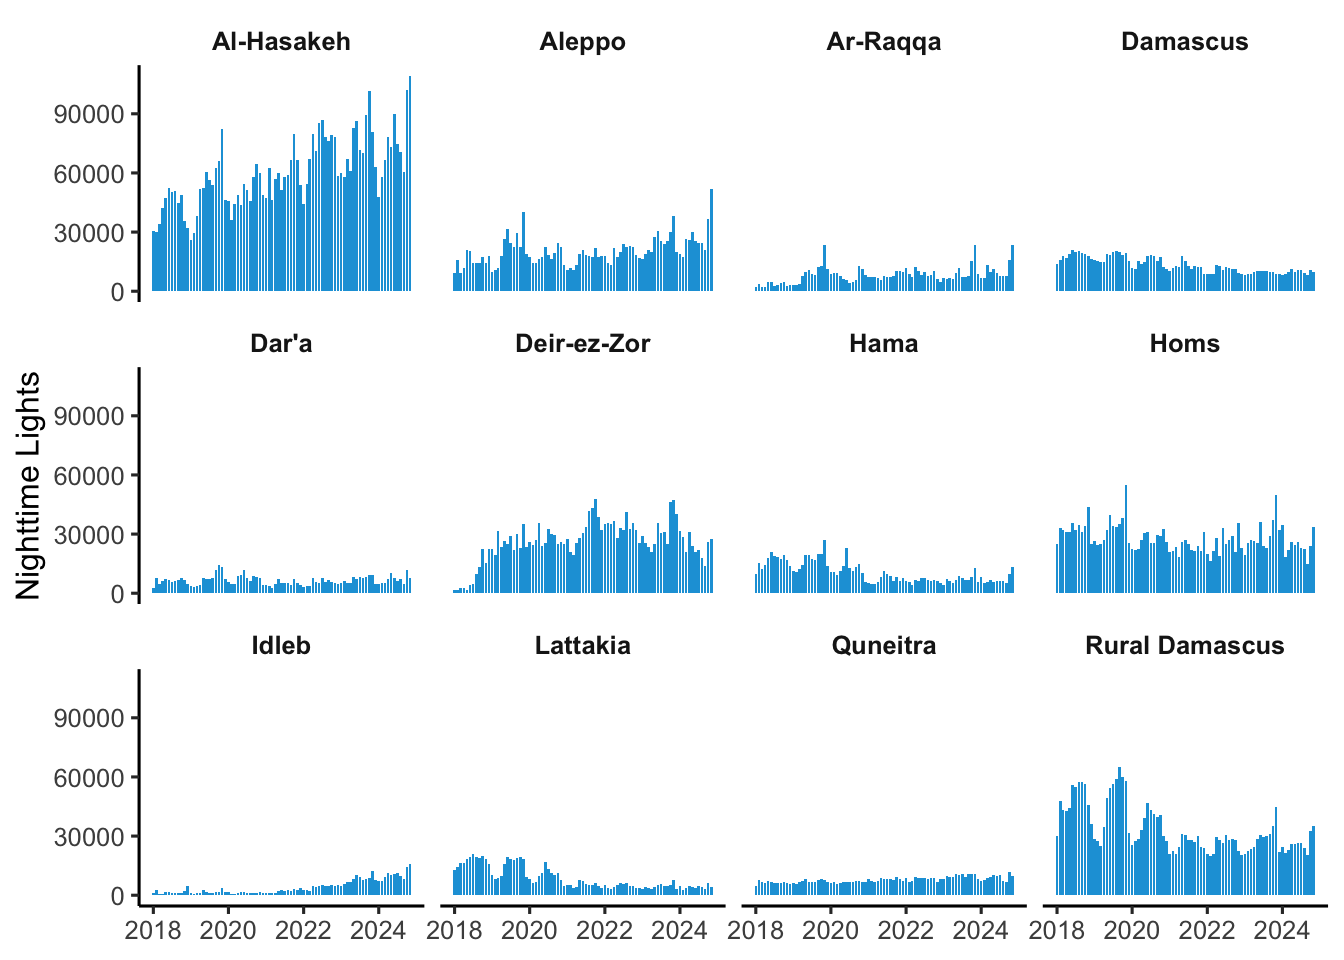 Al-Hasakeh Aleppo Ar-Raqqa Damascus
90000
60000
30000
0
Dar'a Deir-ez-Zor Hama Homs
Nighttime Lights
90000
60000
30000
0
Idleb Lattakia Quneitra Rural Damascus
90000
60000
30000
0
2018 2020 2022 2024 2018 2020 2022 2024 2018 2020 2022 2024 2018 2020 2022 2024